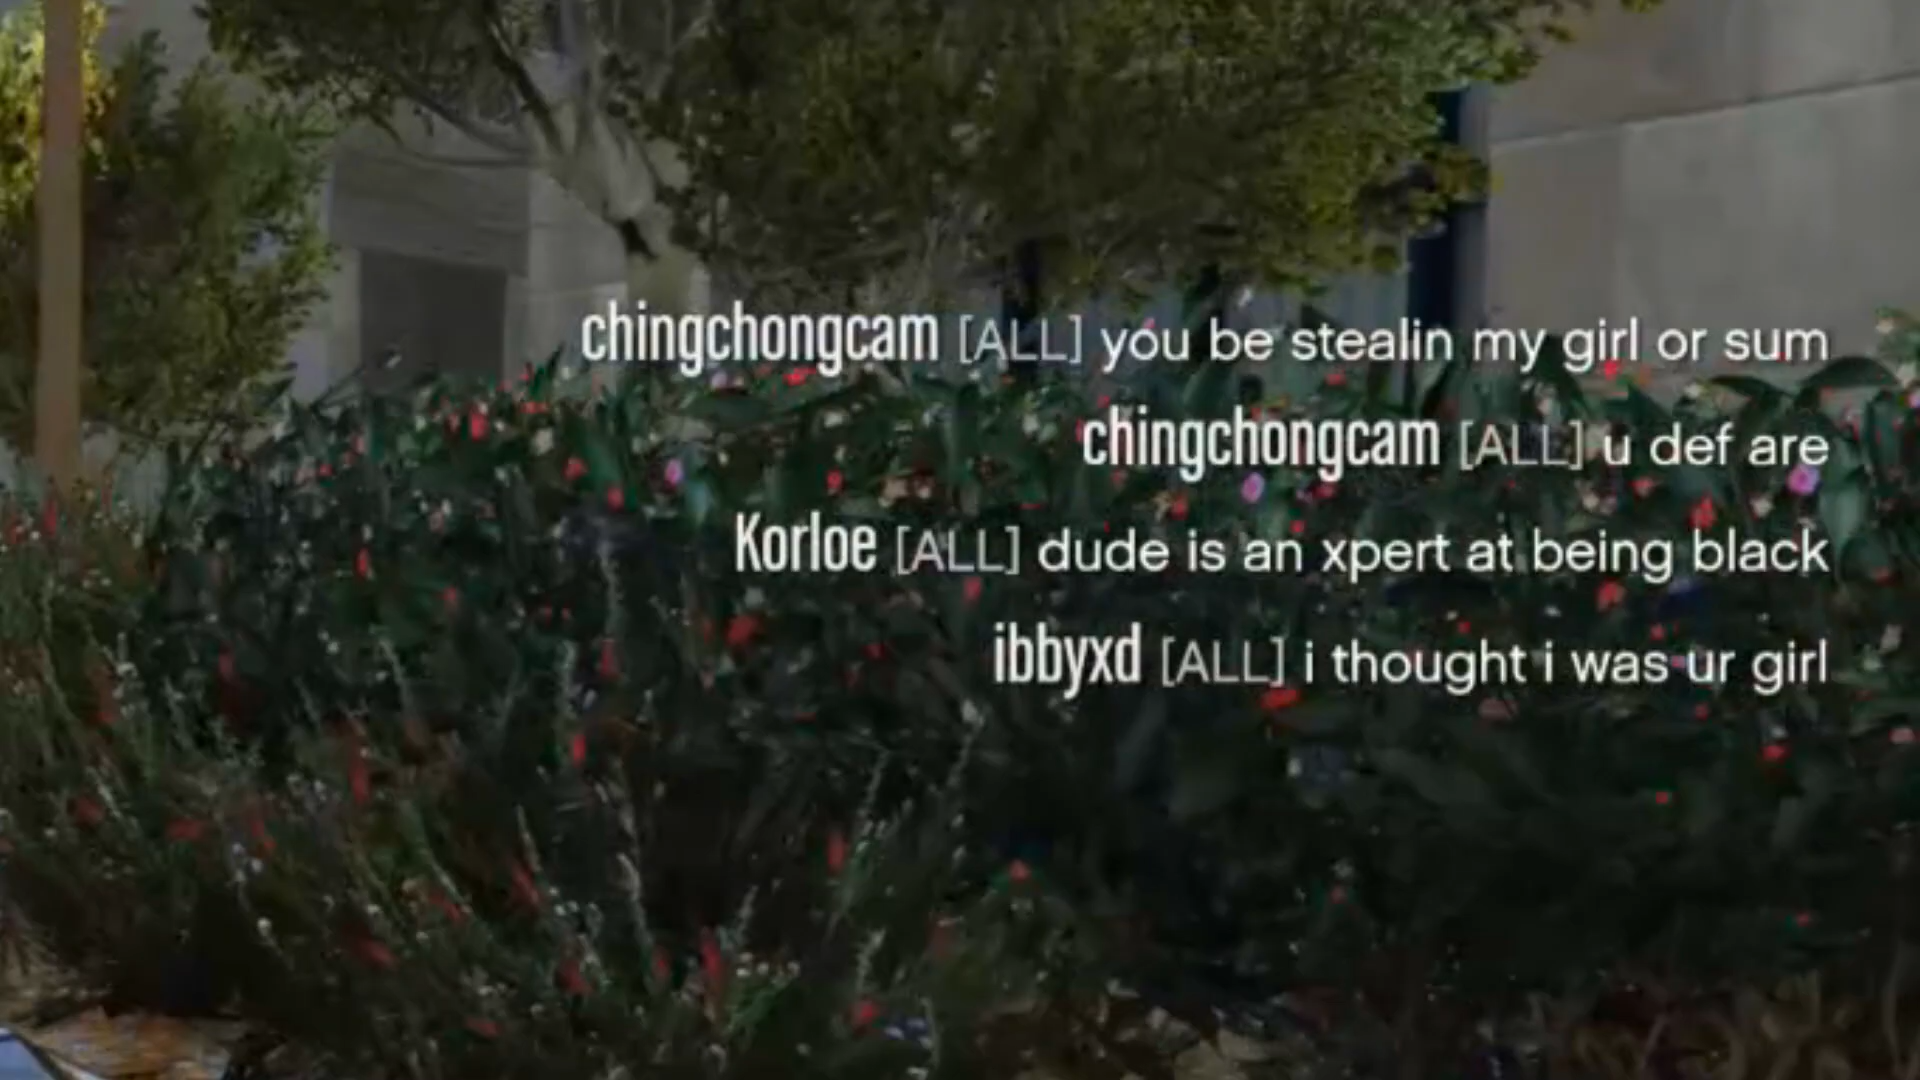 chingchongcam [ALL] you be stealin my girl or sum
chingchongcam [ALL] u def are
Korloe [ALL] dude is an xpert at being black
ibbyxd [ALL] i thought i was ur girl